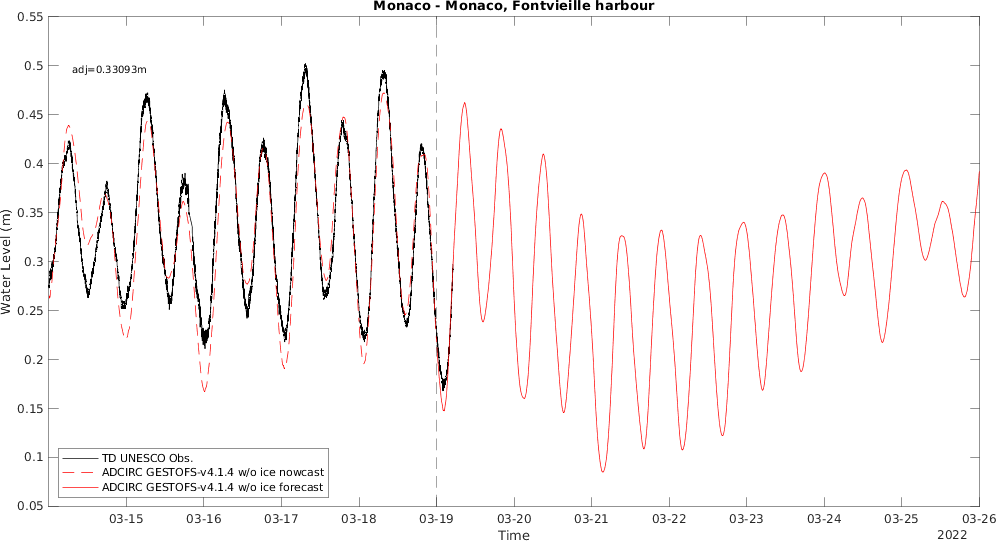 Monaco - Monaco, Fontvieille harbour
0.55
0.5
0.45
0.4
0.35
0.3
0.25
0.2
0.15
0.1
0.05
Water Level (m)
adj=0.33093m
TD UNESCO Obs.
ADCIRC GESTOFS-v4.1.4 w/o ice nowcast
ADCIRC GESTOFS-v4.1.4 w/o ice forecast
03-15 03-16 03-17 03-18 03-19 03-20 03-21 03-22 03-23 03-24 03-25 03-26
Time
2022